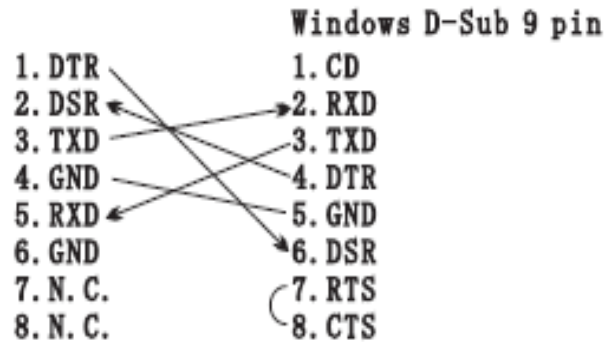 Windows D-Sub 9 pin
1. DTR 1. CD
2. DSR 2. RXD
3. TXD 3. TXD
4. GND 4. DTR
5. RXD 5. GND
6. GND 6. DSR
7. N. C. 7. RTS
8. N. C. 8. CTS